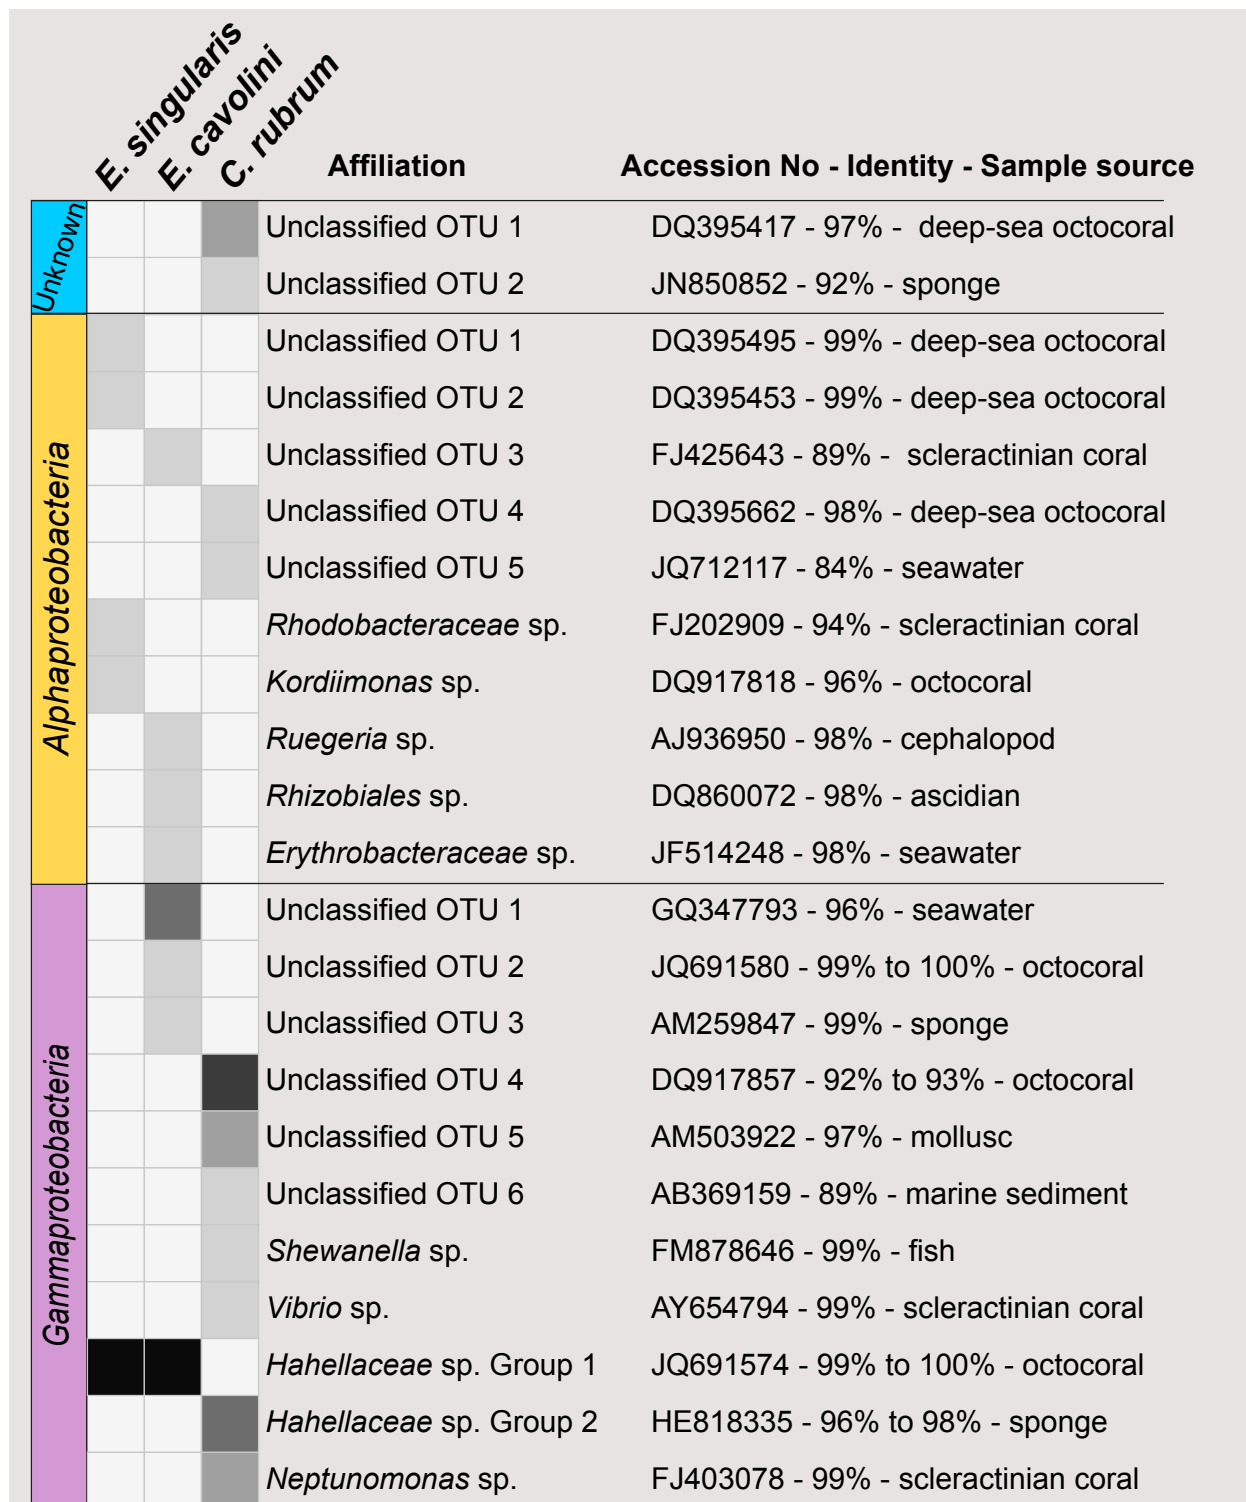 E. singularis
E. cavolini
C. rubrum
Affiliation Accession No - Identity - Sample source
Unknown
Unclassified OTU 1 DQ395417 - 97% - deep-sea octocoral
Unclassified OTU 2 JN850852 - 92% - sponge
Alphaproteobacteria
Unclassified OTU 1 DQ395495 - 99% - deep-sea octocoral
Unclassified OTU 2 DQ395453 - 99% - deep-sea octocoral
Unclassified OTU 3 FJ425643 - 89% - scleractinian coral
Unclassified OTU 4 DQ395662 - 98% - deep-sea octocoral
Unclassified OTU 5 JQ712117 - 84% - seawater
Rhodobacteraceae sp. FJ202909 - 94% - scleractinian coral
Kordiimonas sp. DQ917818 - 96% - octocoral
Ruegeria sp. AJ936950 - 98% - cephalopod
Rhizobiales sp. DQ860072 - 98% - ascidian
Erythrobacteraceae sp. JF514248 - 98% - seawater
Gammaproteobacteria
Unclassified OTU 1 GQ347793 - 96% - seawater
Unclassified OTU 2 JQ691580 - 99% to 100% - octocoral
Unclassified OTU 3 AM259847 - 99% - sponge
Unclassified OTU 4 DQ917857 - 92% to 93% - octocoral
Unclassified OTU 5 AM503922 - 97% - mollusc
Unclassified OTU 6 AB369159 - 89% - marine sediment
Shewanella sp. FM878646 - 99% - fish
Vibrio sp. AY654794 - 99% - scleractinian coral
Hahellaceae sp. Group 1 JQ691574 - 99% to 100% - octocoral
Hahellaceae sp. Group 2 HE818335 - 96% to 98% - sponge
Neptunomonas sp. FJ403078 - 99% - scleractinian coral